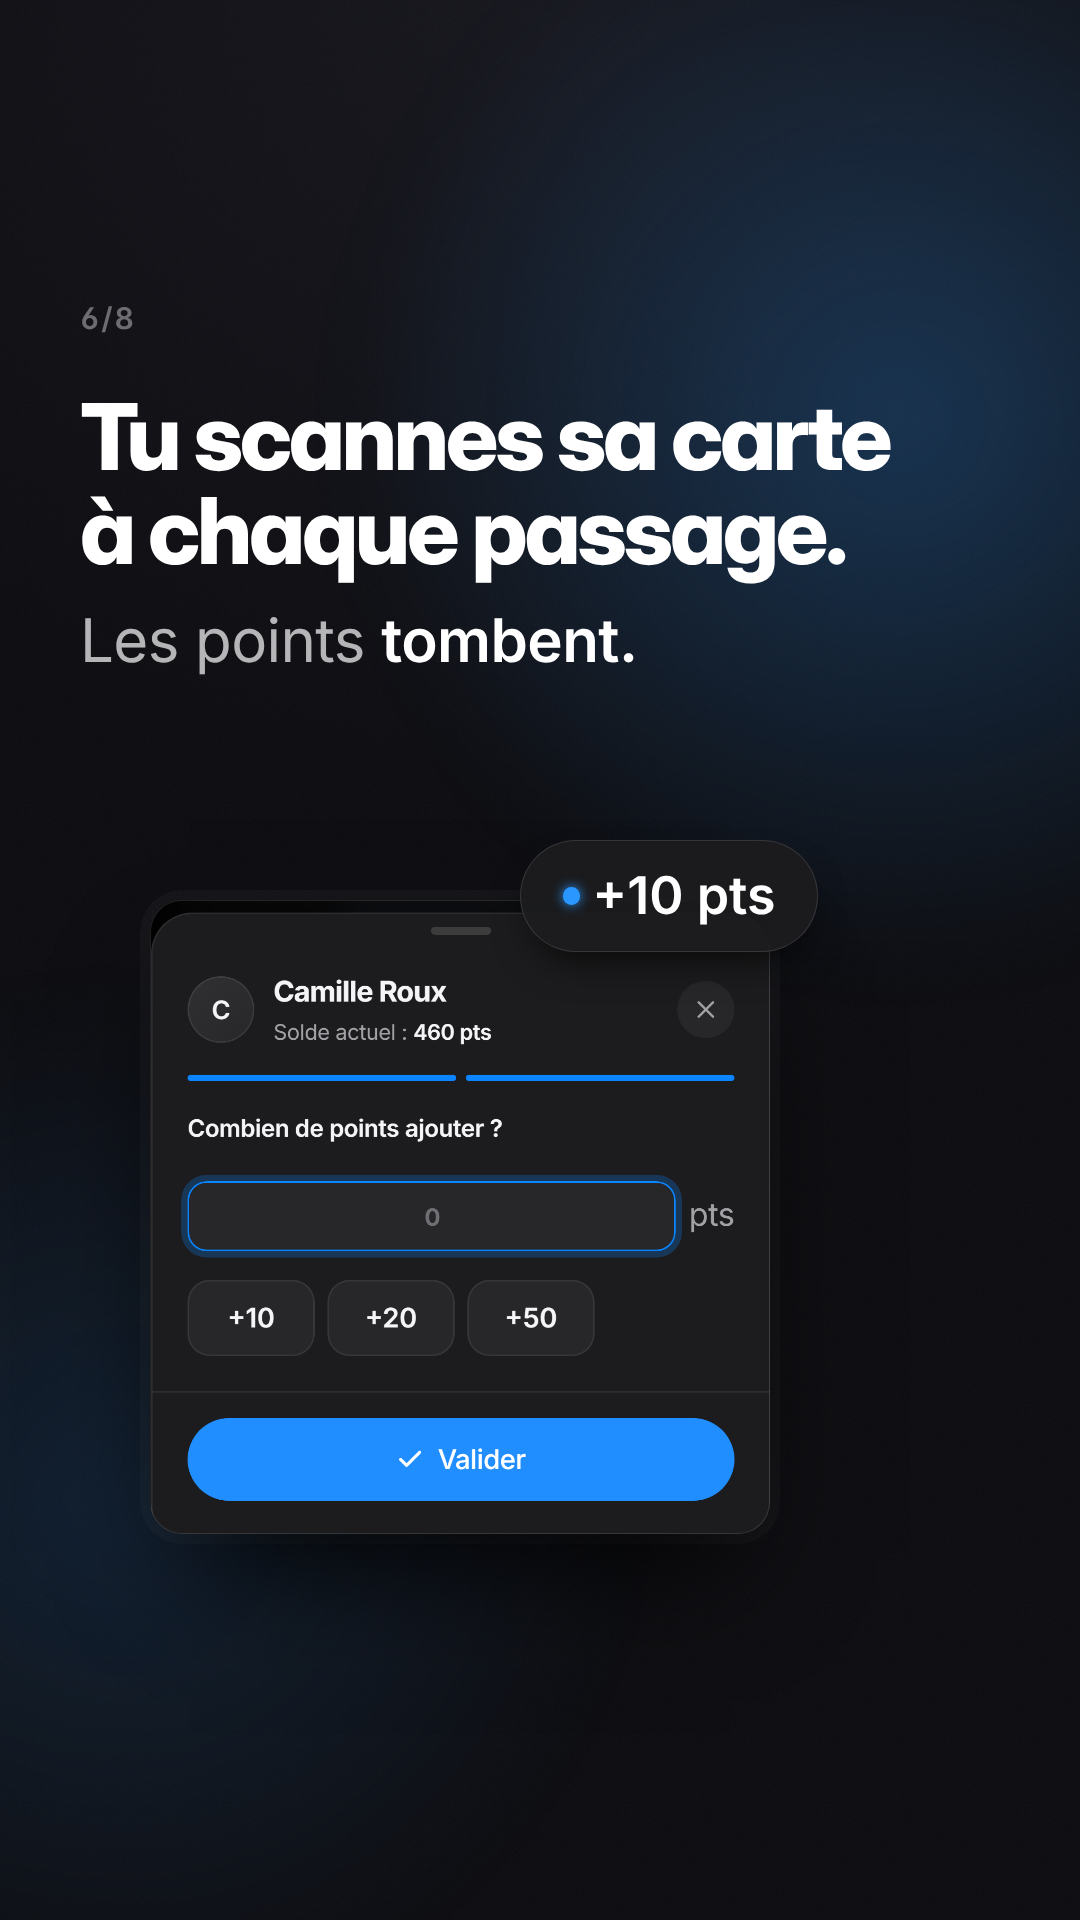 6/8
Tu scannes sa carte
à chaque passage.
Les points tombent.
+10 pts
C
Camille Roux
Solde actuel : 460 pts
Combien de points ajouter ?
0 pts
+10 +20 +50
Valider